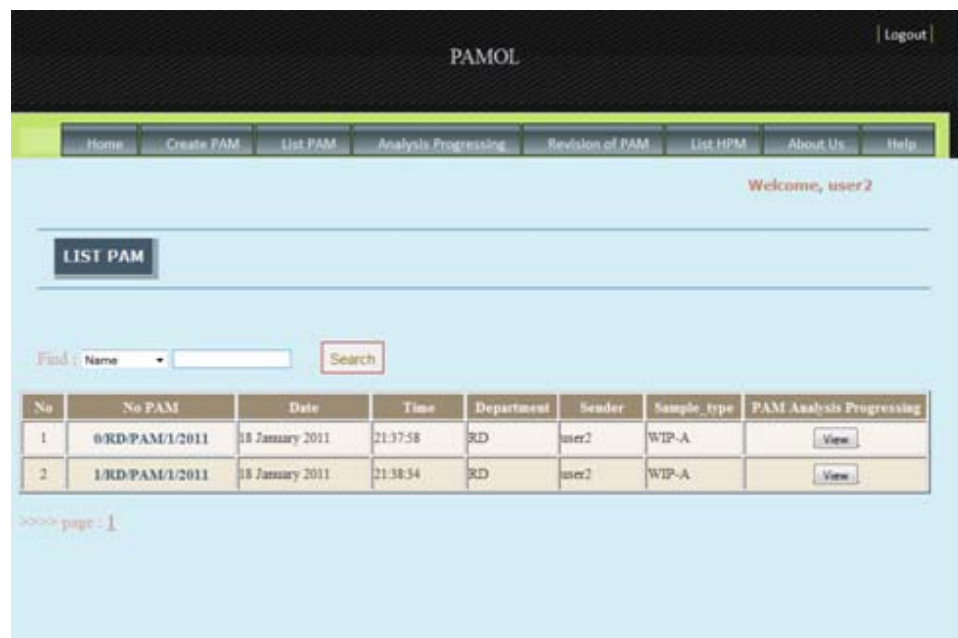 Logout
PAMOL
Home Create PAM List PAM Analysis Progressing Revision of PAM List HPM About Us Help
Welcome, user2
LIST PAM
Find : Name Search
No No PAM Date Time Department Sender Sample_type PAM Analysis Progressing
1 0/RD/PAM/1/2011 18 January 2011 21:37:58 RD user2 WIP-A View
2 1/RD/PAM/1/2011 18 January 2011 21:38:34 RD user2 WIP-A View
>>>> page : 1